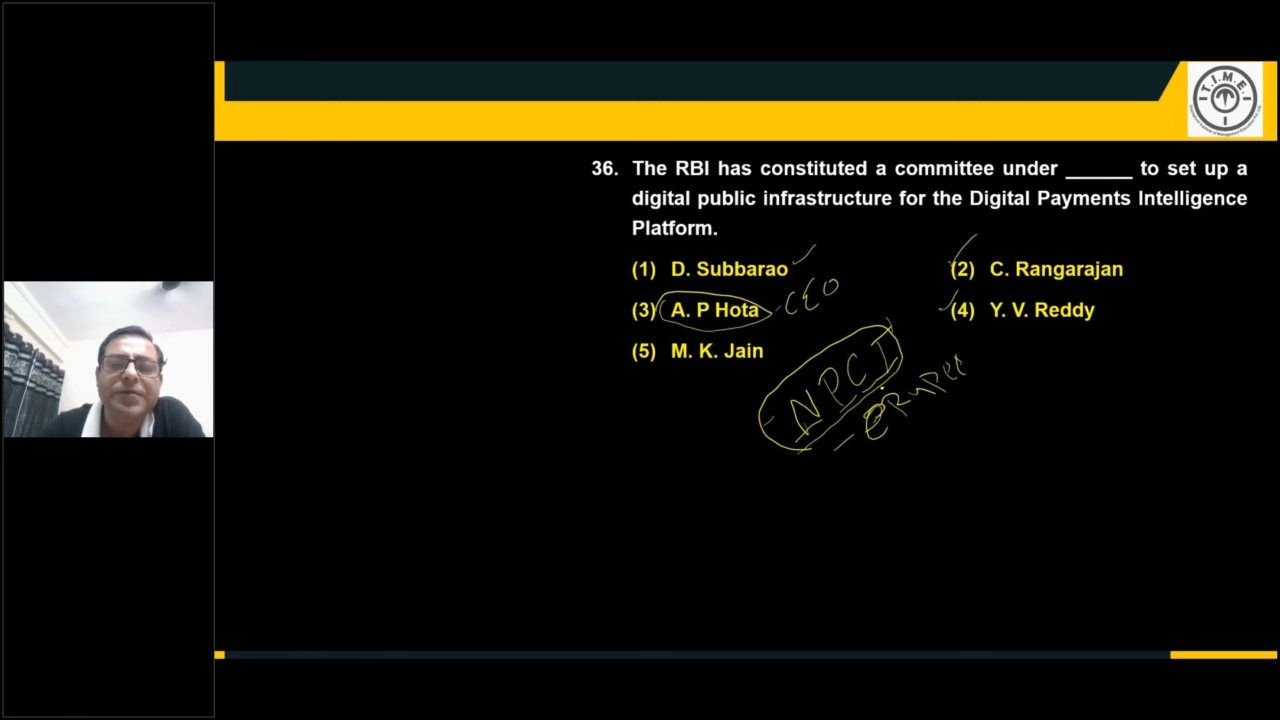 T.I.M.E.
36. The RBI has constituted a committee under ______ to set up a
digital public infrastructure for the Digital Payments Intelligence
Platform.
(1) D. Subbarao (2) C. Rangarajan
(3) A. P Hota - CEO (4) Y. V. Reddy
(5) M. K. Jain
NPCI
- eRupee